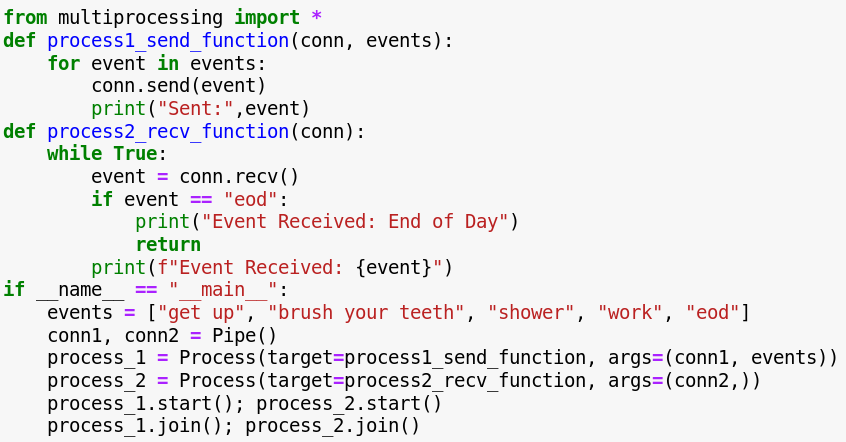 from multiprocessing import *
def process1_send_function(conn, events):
    for event in events:
        conn.send(event)
        print("Sent:",event)
def process2_recv_function(conn):
    while True:
        event = conn.recv()
        if event == "eod":
            print("Event Received: End of Day")
            return
        print(f"Event Received: {event}")
if __name__ == "__main__":
    events = ["get up", "brush your teeth", "shower", "work", "eod"]
    conn1, conn2 = Pipe()
    process_1 = Process(target=process1_send_function, args=(conn1, events))
    process_2 = Process(target=process2_recv_function, args=(conn2,))
    process_1.start(); process_2.start()
    process_1.join(); process_2.join()